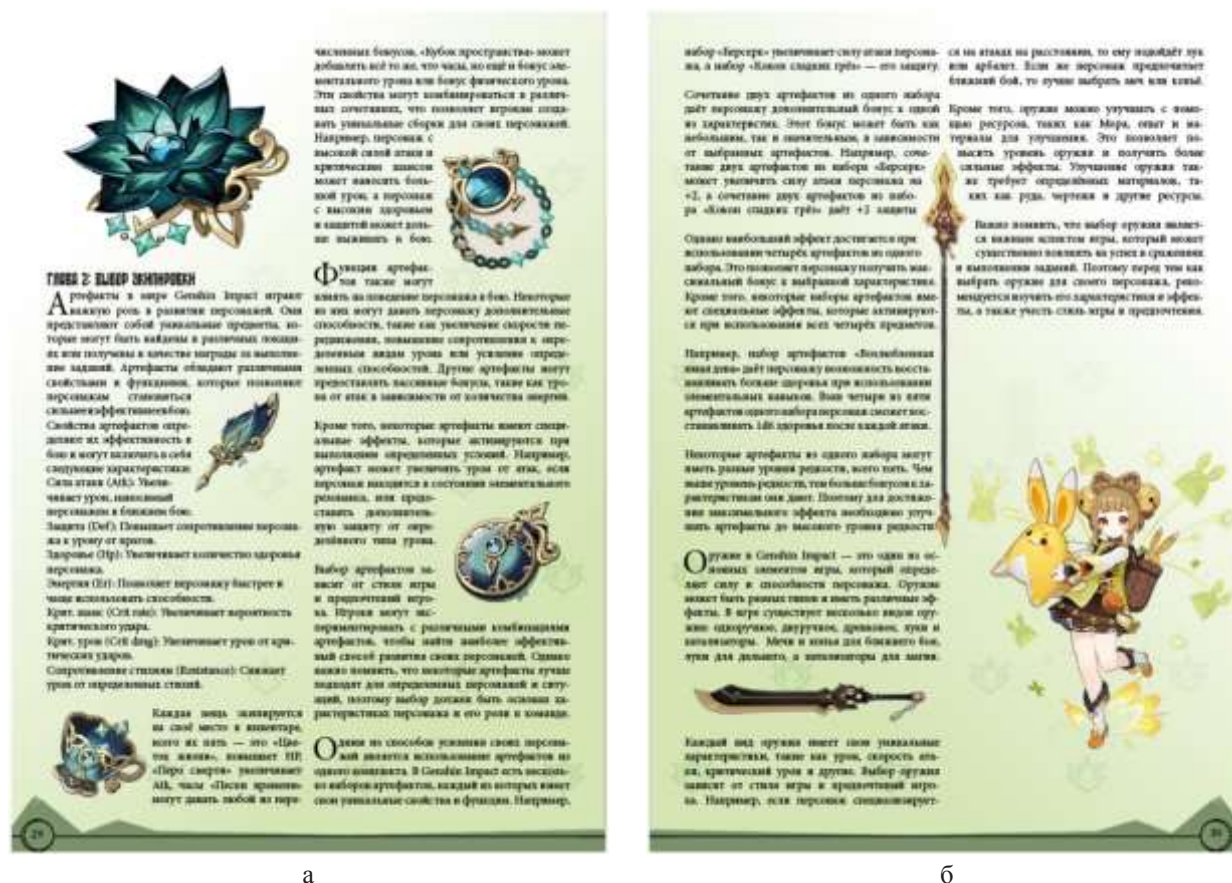 ГЛАВА 2: ВЫБОР ЭКИПИРОВКИ
Артефакты в мире Genshin Impact играют
важную роль в развитии персонажей. Они
представляют собой уникальные предметы, ко-
торые могут быть найдены в различных локаци-
ях или получены в качестве награды за выполне-
ние заданий. Артефакты обладают различными
свойствами и функциями, которые позволяют
персонажам становиться
сильнее и эффективнее в бою.
Свойства артефактов опре-
деляют их эффективность в
бою и могут включать в себя
следующие характеристики:
Сила атаки (Atk): Увели-
чивает урон, наносимый
персонажем в ближнем бою.
Защита (Def): Повышает сопротивление персона-
жа к урону от врагов.
Здоровье (Hp): Увеличивает количество здоровья
персонажа.
Энергия (Er): Позволяет персонажу быстрее и
чаще использовать способности.
Крит. шанс (Crit rate): Увеличивает вероятность
критического удара.
Крит. урон (Crit dmg): Увеличивает урон от кри-
тических ударов.
Сопротивление стихиям (Resistance): Снижает
урон от определенных стихий.
Каждая вещь экипируется
на своё место в инвентаре,
всего их пять — это «Цве-
ток жизни», повышает HP,
«Перо смерти» увеличивает
Atk, часы «Пески времени»
могут давать любой из пере-
численных бонусов, «Кубок пространства» может
добавлять всё то же, что часы, но ещё и бонус эле-
ментального урона или бонус физического урона.
Эти свойства могут комбинироваться в различ-
ных сочетаниях, что позволяет игрокам созда-
вать уникальные сборки для своих персонажей.
Например, персонаж с
высокой силой атаки и
критическим шансом
может наносить боль-
шой урон, а персонаж
с высоким здоровьем
и защитой может доль-
ше выживать в бою.
Функции артефак-
тов также могут
влиять на поведение персонажа в бою. Некоторые
из них могут давать персонажу дополнительные
способности, такие как увеличение скорости пе-
редвижения, повышение сопротивления к опре-
деленным видам урона или усиление опреде-
ленных способностей. Другие артефакты могут
предоставлять пассивные бонусы, такие как уро-
на от атак в зависимости от количества энергии.
Кроме того, некоторые артефакты имеют специ-
альные эффекты, которые активируются при
выполнении определенных условий. Например,
артефакт может увеличить урон от атак, если
персонаж находится в состоянии элементального
резонанса, или предо-
ставить дополнитель-
ную защиту от опре-
делённого типа урона.
Выбор артефактов за-
висит от стиля игры
и предпочтений игро-
ка. Игроки могут экс-
периментировать с различными комбинациями
артефактов, чтобы найти наиболее эффектив-
ный способ развития своих персонажей. Однако
важно помнить, что некоторые артефакты лучше
подходят для определенных персонажей и ситу-
аций, поэтому выбор должен быть основан на
характеристиках персонажа и его роли в команде.
Одним из способов усиления своих персона-
жей является использование артефактов из
одного комплекта. В Genshin Impact есть несколь-
ко наборов артефактов, каждый из которых имеет
свои уникальные свойства и функции. Например,
29
а
набор «Берсерк» увеличивает силу атаки персона-
жа, а набор «Кокон сладких грёз» — его защиту.
Сочетание двух артефактов из одного набора
даёт персонажу дополнительный бонус к одной
из характеристик. Этот бонус может быть как
небольшим, так и значительным, в зависимости
от выбранных артефактов. Например, соче-
тание двух артефактов из набора «Берсерк»
может увеличить силу атаки персонажа на
+2, а сочетание двух артефактов из набо-
ра «Кокон сладких грёз» даёт +3 защиты
Однако наибольший эффект достигается при
использовании четырёх артефактов из одного
набора. Это позволяет персонажу получить мак-
симальный бонус к выбранной характеристике.
Кроме того, некоторые наборы артефактов име-
ют специальные эффекты, которые активируют-
ся при использовании всех четырёх предметов.
Например, набор артефактов «Возлюбленная
юная дева» даёт персонажу возможность восста-
навливать больше здоровья при использовании
элементальных навыков. Взяв четыре из пяти
артефактов одного набора персонаж сможет вос-
станавливать 1d6 здоровья после каждой атаки.
Некоторые артефакты из одного набора могут
иметь разные уровни редкости, всего пять. Чем
выше уровень редкости, тем больше бонусов к ха-
рактеристикам они дают. Поэтому для достиже-
ния максимального эффекта необходимо улуч-
шать артефакты до высокого уровня редкости
Оружие в Genshin Impact — это один из ос-
новных элементов игры, который опреде-
ляет силу и способности персонажа. Оружие
может быть разных типов и иметь различные эф-
фекты. В игре существует несколько видов ору-
жия: одноручное, двуручное, древковое, луки и
катализаторы. Мечи и копья для ближнего боя,
луки для дальнего, а катализаторы для магии.
Каждый вид оружия имеет свои уникальные
характеристики, такие как урон, скорость ата-
ки, критический урон и другие. Выбор оружия
зависит от стиля игры и предпочтений игро-
ка. Например, если персонаж специализирует-
ся на атаках на расстоянии, то ему подойдёт лук
или арбалет. Если же персонаж предпочитает
ближний бой, то лучше выбрать меч или копьё.
Кроме того, оружие можно улучшить с помо-
щью ресурсов, таких как Мора, опыт и ма-
териалы для улучшения. Это позволяет по-
высить уровень оружия и получить более
сильные эффекты. Улучшение оружия так-
же требует определённых материалов, та-
ких как руда, чертежи и другие ресурсы.
Важно помнить, что выбор оружия являет-
ся важным аспектом игры, который может
существенно повлиять на успех в сражениях
и выполнении заданий. Поэтому перед тем как
выбрать оружие для своего персонажа, реко-
мендуется изучить его характеристики и эффек-
ты, а также учесть стиль игры и предпочтения.
30
б